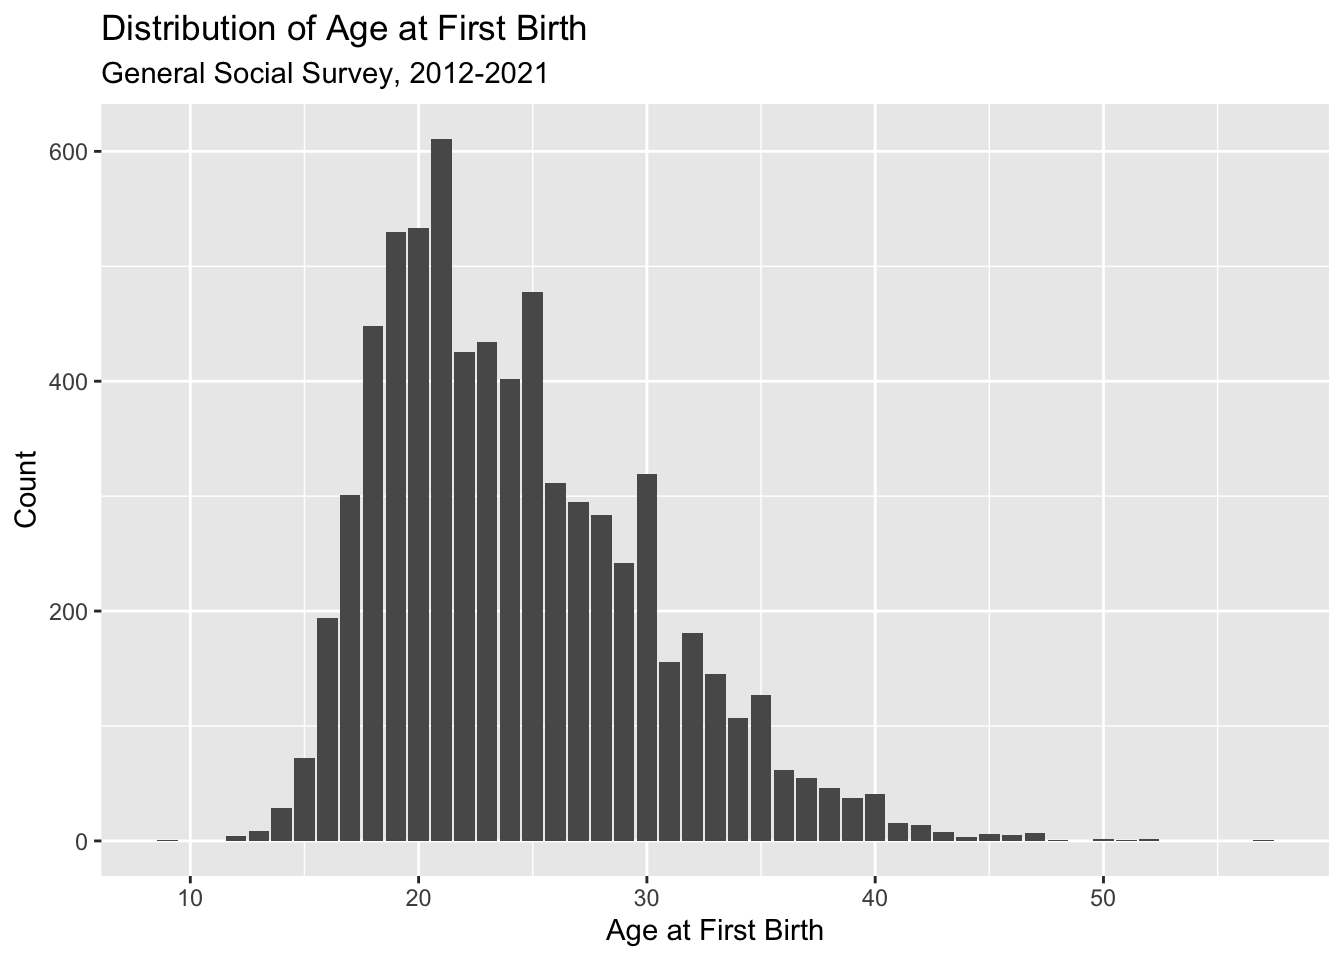 Distribution of Age at First Birth
General Social Survey, 2012-2021
600
400
200
0
Count
10 20 30 40 50
Age at First Birth